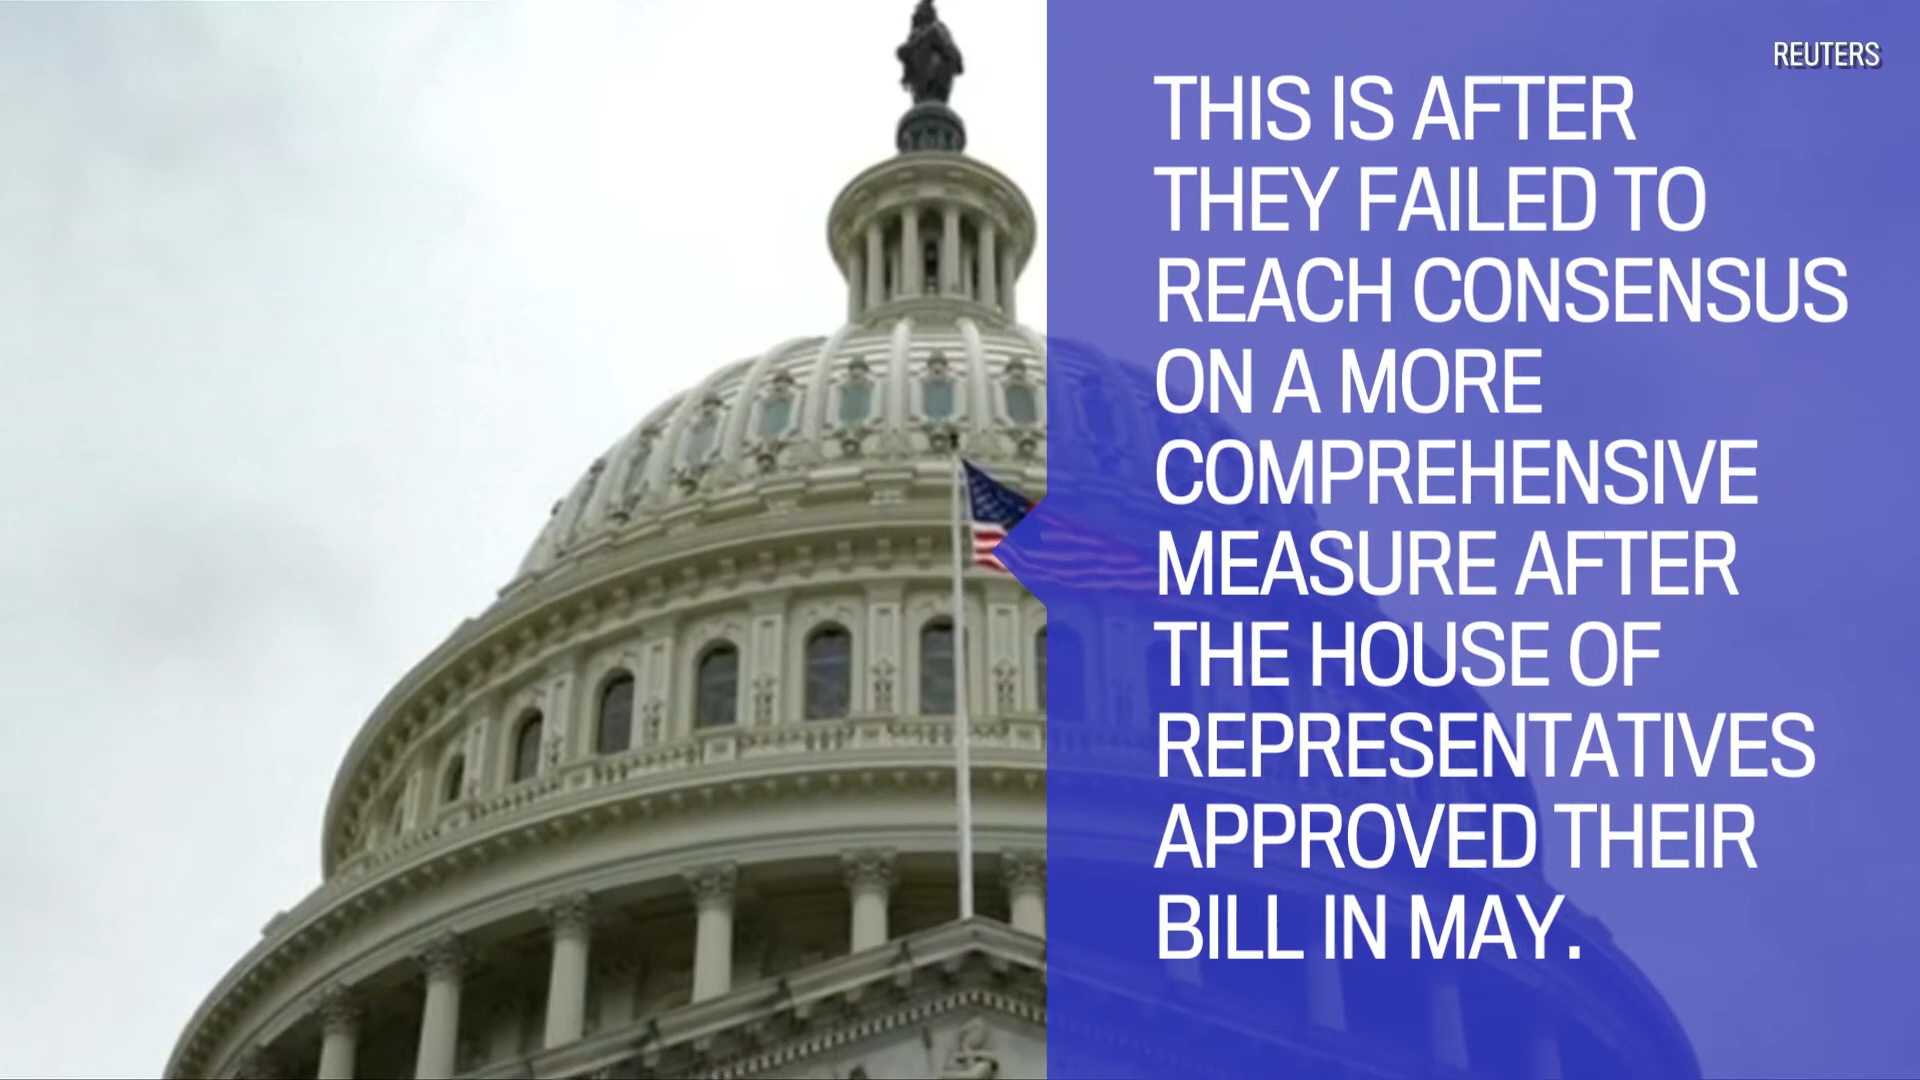 REUTERS
THIS IS AFTER
THEY FAILED TO
REACH CONSENSUS
ON A MORE
COMPREHENSIVE
MEASURE AFTER
THE HOUSE OF
REPRESENTATIVES
APPROVED THEIR
BILL IN MAY.